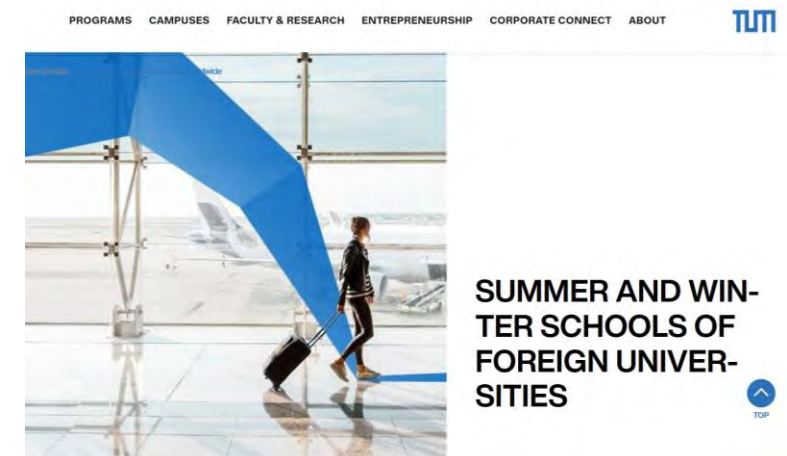 PROGRAMS CAMPUSES FACULTY & RESEARCH ENTREPRENEURSHIP CORPORATE CONNECT ABOUT
TUM
SUMMER AND WIN-
TER SCHOOLS OF
FOREIGN UNIVER-
SITIES
TOP